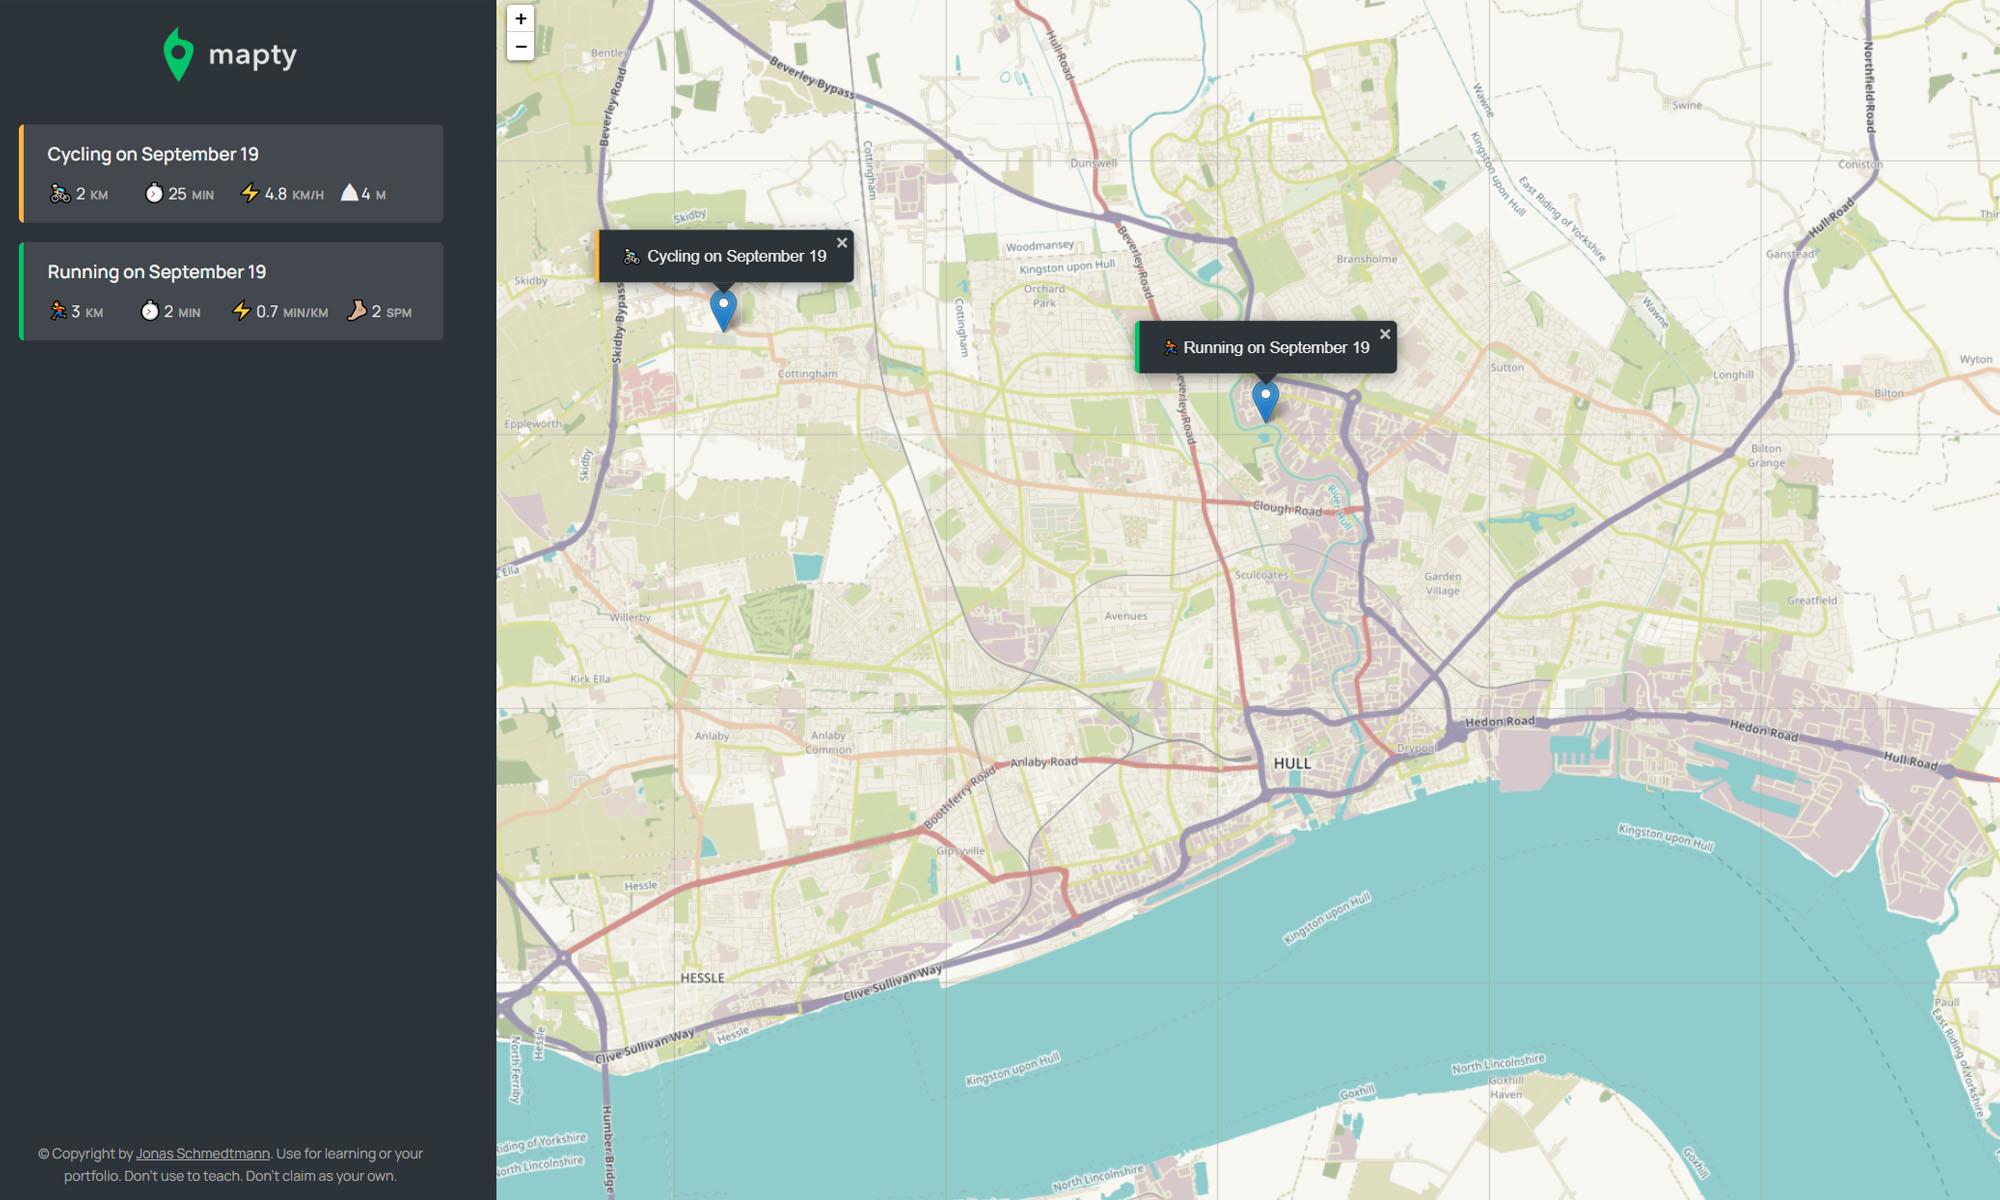 mapty
Cycling on September 19
2 KM 25 MIN 4.8 KM/H 4 M
Running on September 19
3 KM 2 MIN 0.7 MIN/KM 2 SPM
© Copyright by Jonas Schmedtmann. Use for learning or your
portfolio. Don't use to teach. Don't claim as your own.
+
−
Bentley
Beverley Road
Beverley Bypass
Hull Road
Cottingham
Dunswell
Wawne
Kingston upon Hull
East Riding of Yorkshire
Swine
Northfield Road
Coniston
Hull Road
Ganstead
Skidby
Cycling on September 19
×
Skidby
Skidby Bypass
Woodmansey
Kingston upon Hull
Orchard
Park
Cottingham
Beverley Road
Bransholme
Wawne
Running on September 19
×
Beverley Road
Cottingham
Sutton
Longhill
Wyton
Bilton
Eppleworth
Skidby
Bilton
Grange
Clough Road
River Hull
Ella
Sculcoates
Garden
Village
Greatfield
Willerby
Avenues
Kirk Ella
Anlaby
Anlaby
Common
Anlaby Road
Boothferry Road
HULL
Drypool
Hedon Road
Hedon Road
Hull Road
Gipsyville
Kingston upon Hull
Hessle
Kingston upon Hull
HESSLE
Clive Sullivan Way
Clive Sullivan Way
Hessle
Hessle
North Ferriby
Kingston upon Hull
North Lincolnshire
Goxhill
Goxhill
Haven
Paull
East Riding of Yorkshire
Humber Bridge
Riding of Yorkshire
North Lincolnshire
North Lincolnshire
Goxhill